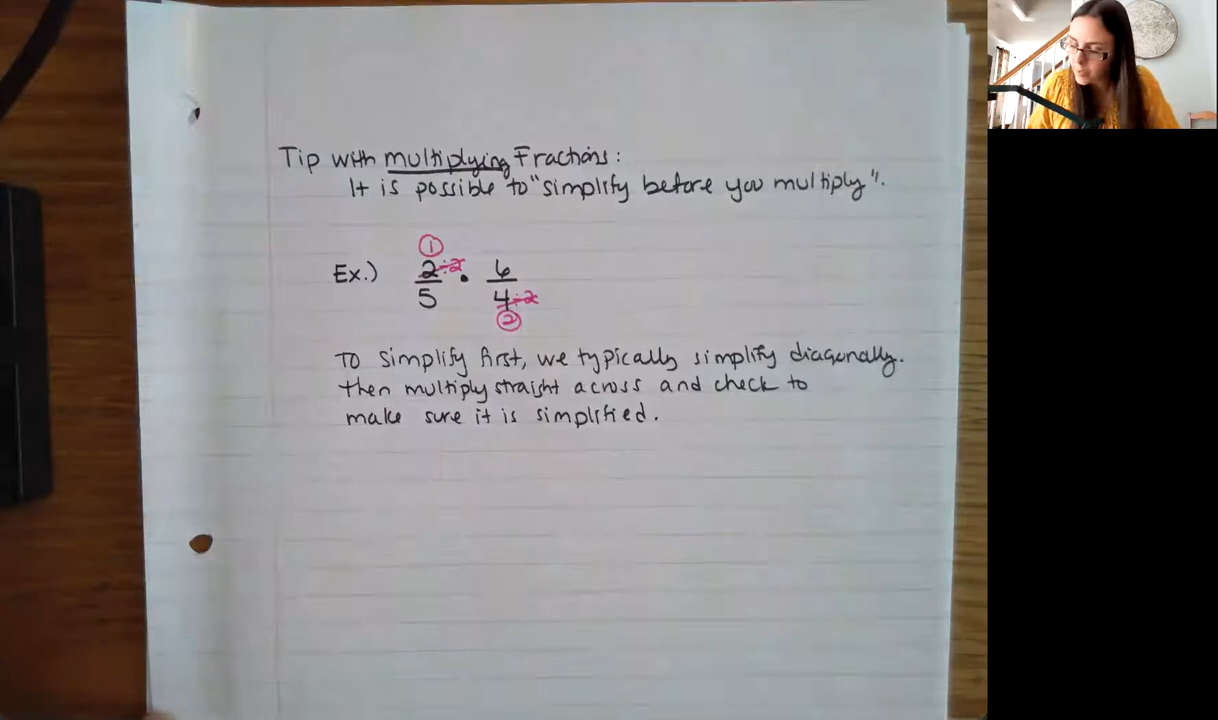 Tip with multiplying Fractions:
It is possible to "simplify before you multiply".
Ex.) 2/5 ÷2 • 6/4 ÷2
① ②
To simplify first, we typically simplify diagonally.
Then multiply straight across and check to
make sure it is simplified.